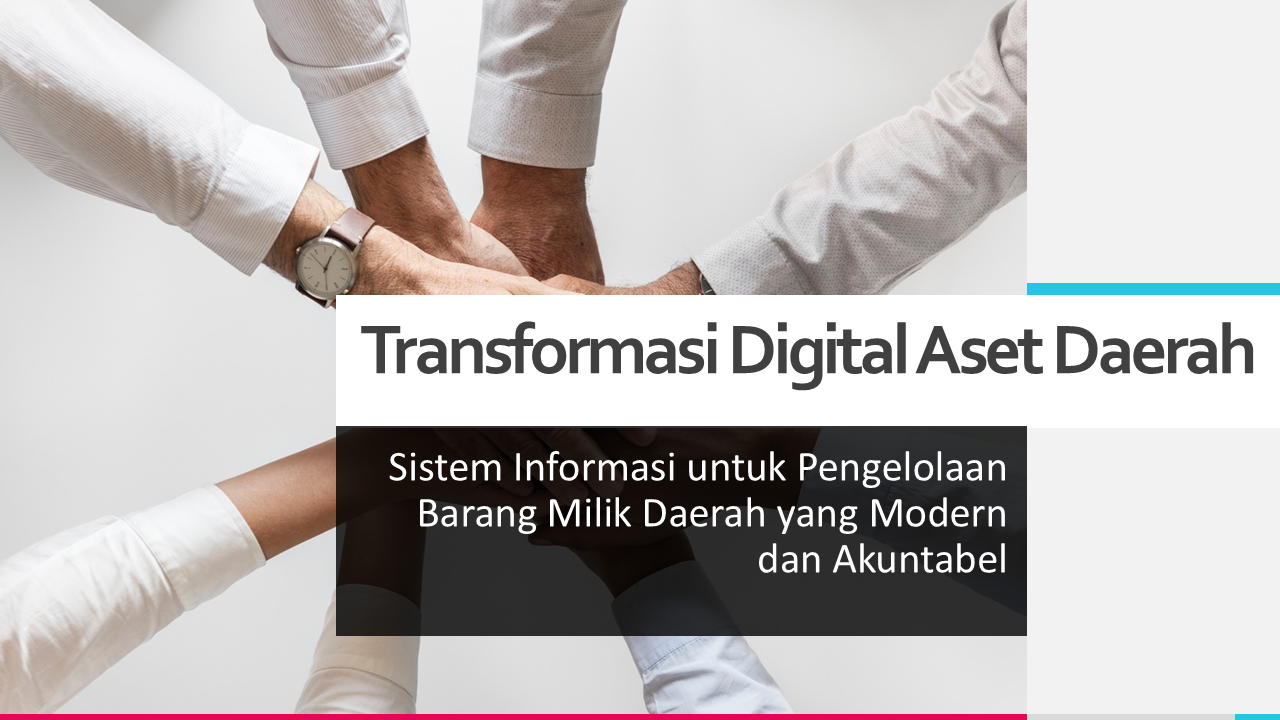 Transformasi Digital Aset Daerah
Sistem Informasi untuk Pengelolaan
Barang Milik Daerah yang Modern
dan Akuntabel